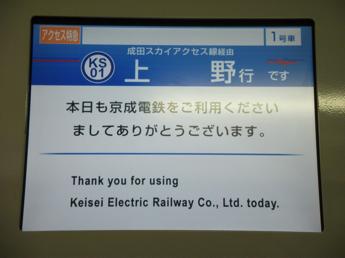 アクセス特急
成田スカイアクセス線経由
1号車
KS
01
上野行 です
本日も京成電鉄をご利用ください
ましてありがとうございます。
Thank you for using
Keisei Electric Railway Co., Ltd. today.